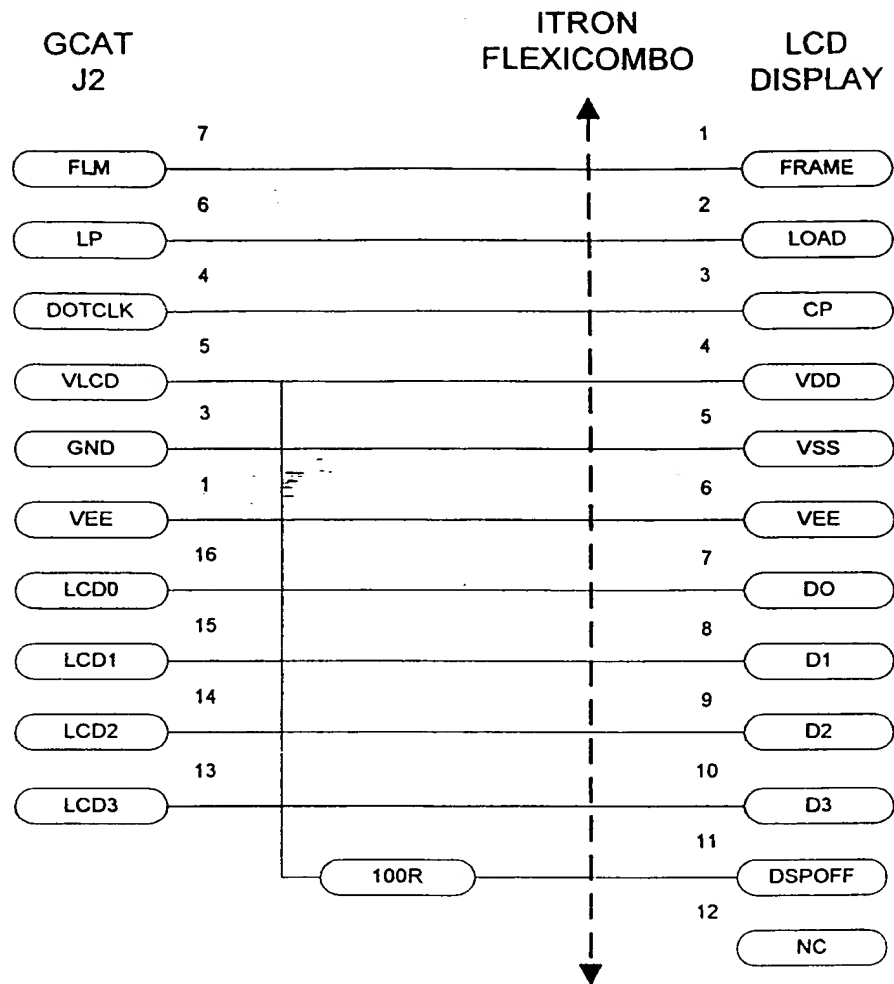 GCAT
J2
ITRON
FLEXICOMBO
LCD
DISPLAY
7 1
FLM FRAME
6 2
LP LOAD
4 3
DOTCLK CP
5 4
VLCD VDD
3 5
GND VSS
1 6
VEE VEE
16 7
LCD0 DO
15 8
LCD1 D1
14 9
LCD2 D2
13 10
LCD3 D3
11
100R DSPOFF
12
NC